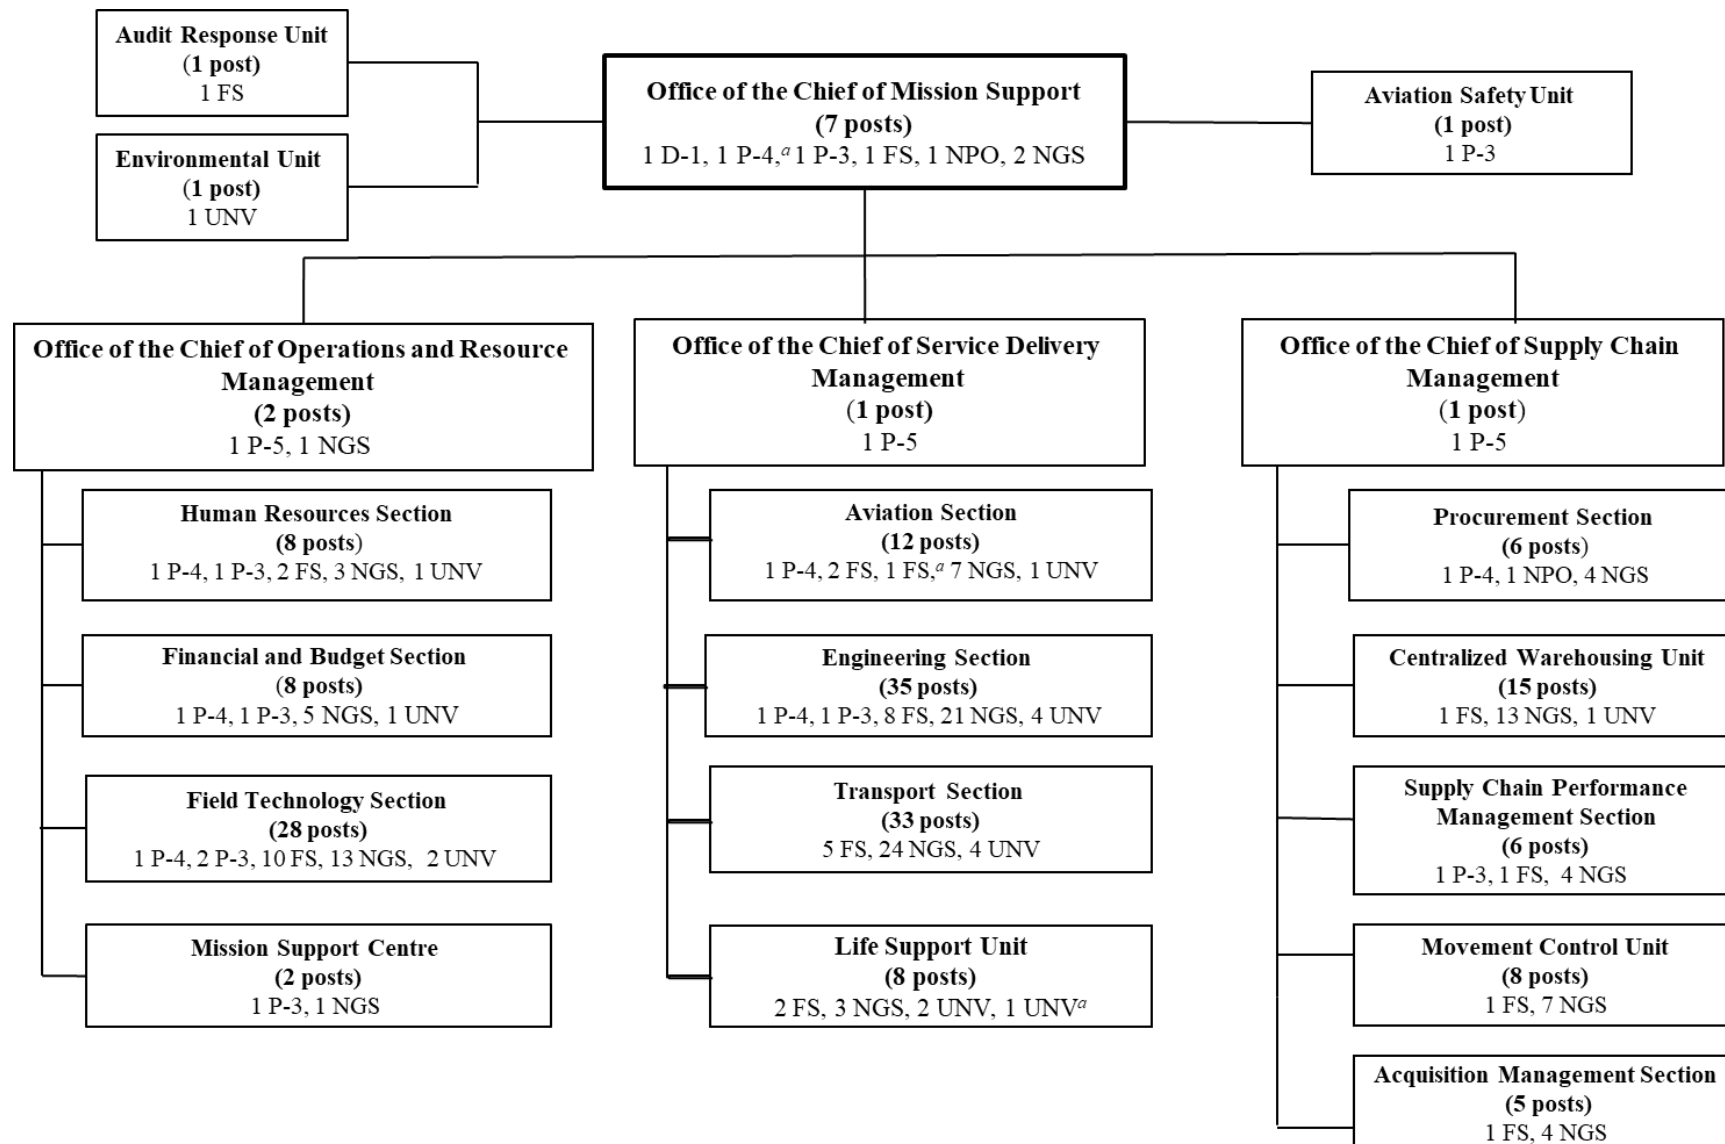 Audit Response Unit
(1 post)
1 FS
Environmental Unit
(1 post)
1 UNV
Office of the Chief of Mission Support
(7 posts)
1 D-1, 1 P-4,ᵃ 1 P-3, 1 FS, 1 NPO, 2 NGS
Aviation Safety Unit
(1 post)
1 P-3
Office of the Chief of Operations and Resource
Management
(2 posts)
1 P-5, 1 NGS
Human Resources Section
(8 posts)
1 P-4, 1 P-3, 2 FS, 3 NGS, 1 UNV
Financial and Budget Section
(8 posts)
1 P-4, 1 P-3, 5 NGS, 1 UNV
Field Technology Section
(28 posts)
1 P-4, 2 P-3, 10 FS, 13 NGS, 2 UNV
Mission Support Centre
(2 posts)
1 P-3, 1 NGS
Office of the Chief of Service Delivery
Management
(1 post)
1 P-5
Aviation Section
(12 posts)
1 P-4, 2 FS, 1 FS,ᵃ 7 NGS, 1 UNV
Engineering Section
(35 posts)
1 P-4, 1 P-3, 8 FS, 21 NGS, 4 UNV
Transport Section
(33 posts)
5 FS, 24 NGS, 4 UNV
Life Support Unit
(8 posts)
2 FS, 3 NGS, 2 UNV, 1 UNVᵃ
Office of the Chief of Supply Chain
Management
(1 post)
1 P-5
Procurement Section
(6 posts)
1 P-4, 1 NPO, 4 NGS
Centralized Warehousing Unit
(15 posts)
1 FS, 13 NGS, 1 UNV
Supply Chain Performance
Management Section
(6 posts)
1 P-3, 1 FS, 4 NGS
Movement Control Unit
(8 posts)
1 FS, 7 NGS
Acquisition Management Section
(5 posts)
1 FS, 4 NGS